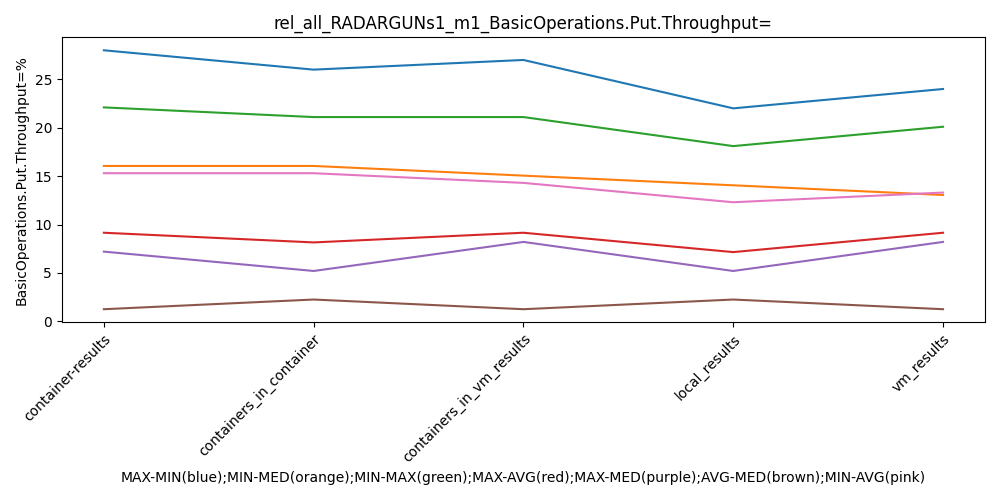 rel_all_RADARGUNs1_m1_BasicOperations.Put.Throughput=
BasicOperations.Put.Throughput=%
25
20
15
10
5
0
container-results
containers_in_container
containers_in_vm_results
local_results
vm_results
MAX-MIN(blue);MIN-MED(orange);MIN-MAX(green);MAX-AVG(red);MAX-MED(purple);AVG-MED(brown);MIN-AVG(pink)